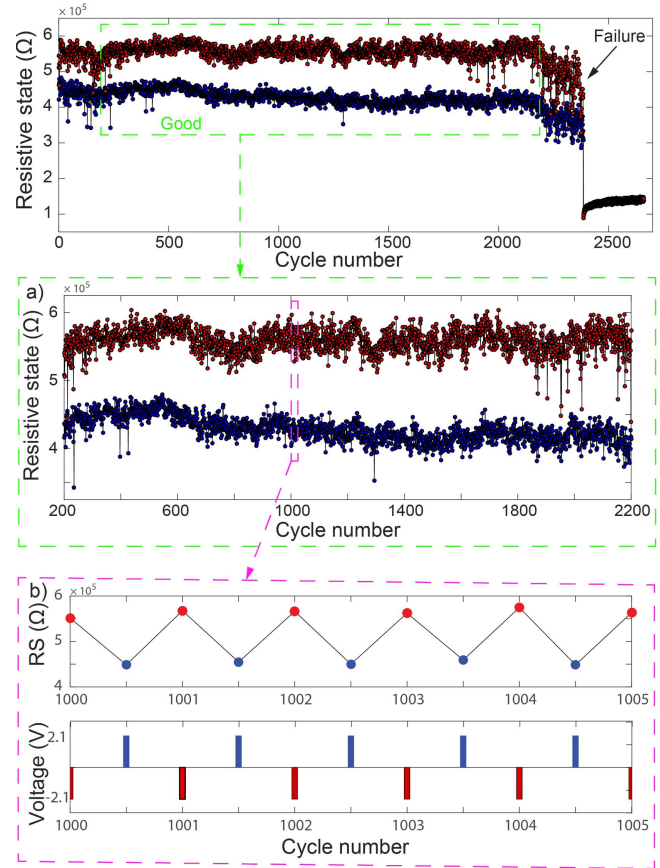 ×10⁵
6
5
4
3
2
1
Resistive state (Ω)
Failure
Good
0 500 1000 1500 2000 2500
Cycle number
a)
×10⁵
6
5
4
Resistive state (Ω)
200 600 1000 1400 1800 2200
Cycle number
b)
×10⁵
6
5
4
RS (Ω)
1000 1001 1002 1003 1004 1005
2.1
-2.1
Voltage (V)
1000 1001 1002 1003 1004 1005
Cycle number